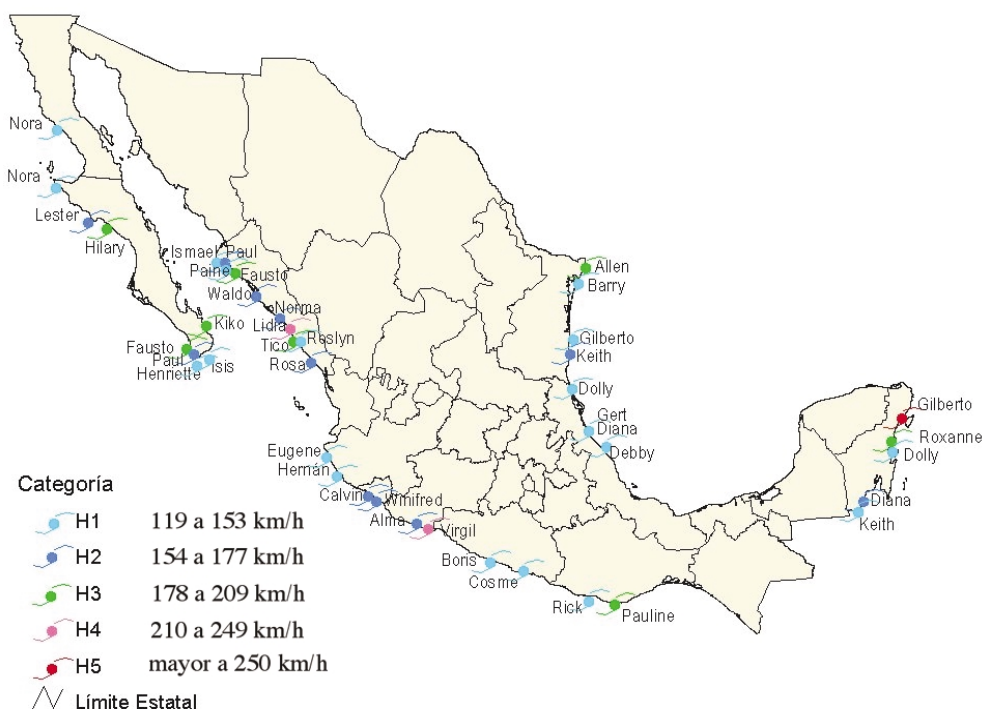 Nora
Nora
Lester
Hilary
Ismael Paul
Paine Fausto
Waldo
Norma
Lidia
Kiko
Tico Roslyn
Rosa
Fausto
Paul
Henriette Isis
Allen
Barry
Gilberto
Keith
Dolly
Gert
Diana
Debby
Gilberto
Roxanne
Dolly
Diana
Keith
Eugene
Hernán
Calvin Winifred
Alma Virgil
Boris
Cosme
Rick Pauline
Categoría
H1 119 a 153 km/h
H2 154 a 177 km/h
H3 178 a 209 km/h
H4 210 a 249 km/h
H5 mayor a 250 km/h
Límite Estatal